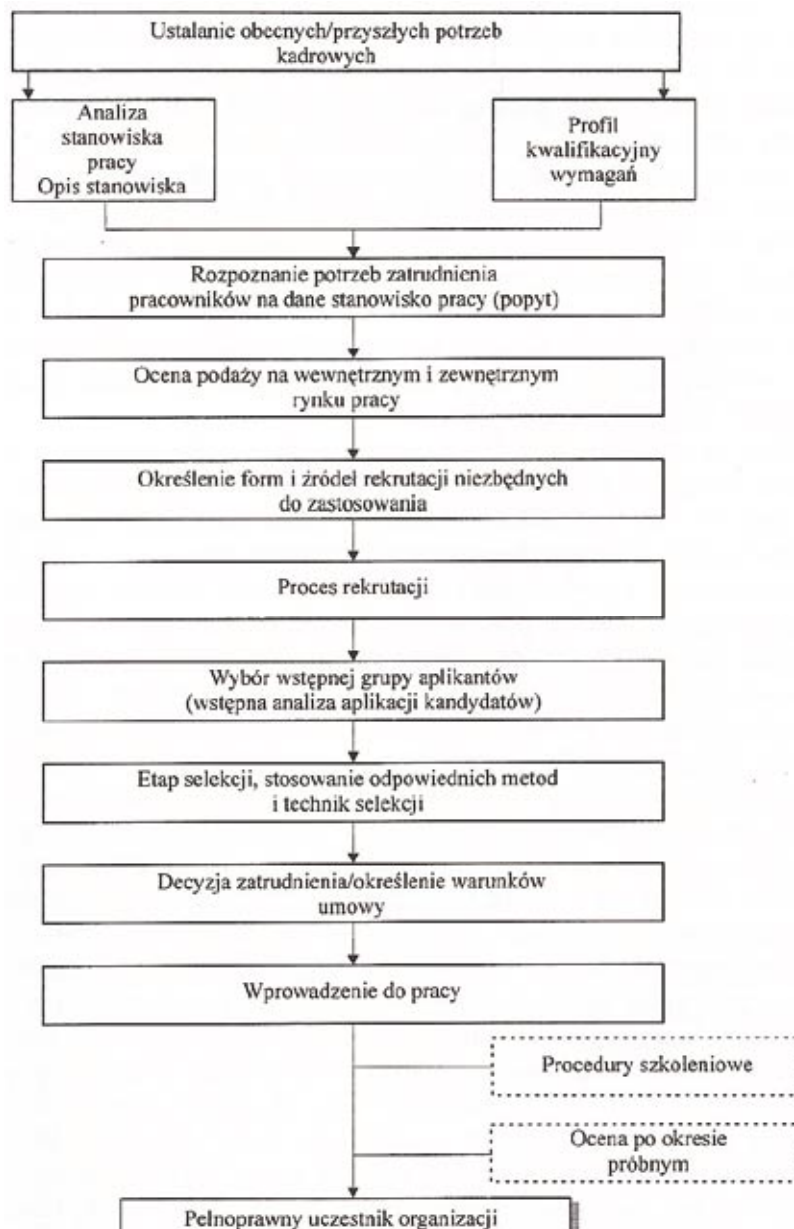 Ustalanie obecnych/przyszłych potrzeb
kadrowych
Analiza
stanowiska
pracy
Opis stanowiska
Profil
kwalifikacyjny
wymagań
Rozpoznanie potrzeb zatrudnienia
pracowników na dane stanowisko pracy (popyt)
Ocena podaży na wewnętrznym i zewnętrznym
rynku pracy
Określenie form i źródeł rekrutacji niezbędnych
do zastosowania
Proces rekrutacji
Wybór wstępnej grupy aplikantów
(wstępna analiza aplikacji kandydatów)
Etap selekcji, stosowanie odpowiednich metod
i technik selekcji
Decyzja zatrudnienia/określenie warunków
umowy
Wprowadzenie do pracy
Procedury szkoleniowe
Ocena po okresie
próbnym
Pełnoprawny uczestnik organizacji